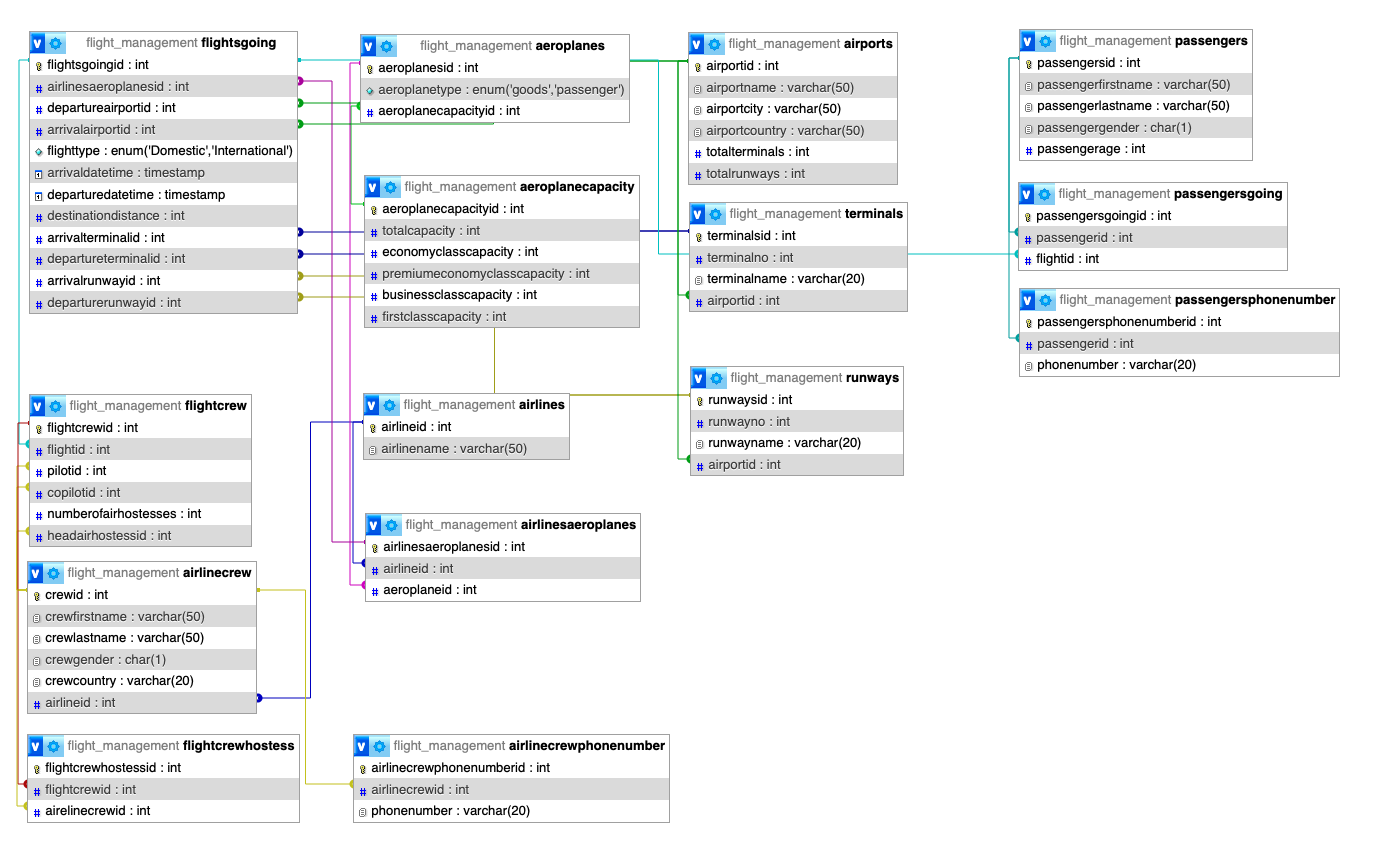 v flight_management flightsgoing
flightsgoingid : int
airlinesaeroplanesid : int
departureairportid : int
arrivalairportid : int
flighttype : enum('Domestic','International')
arrivaldatetime : timestamp
departuredatetime : timestamp
destinationdistance : int
arrivalterminalid : int
departureterminalid : int
arrivalrunwayid : int
departurerunwayid : int
v flight_management flightcrew
flightcrewid : int
flightid : int
pilotid : int
copilotid : int
numberofairhostesses : int
headairhostessid : int
v flight_management airlinecrew
crewid : int
crewfirstname : varchar(50)
crewlastname : varchar(50)
crewgender : char(1)
crewcountry : varchar(20)
airlineid : int
v flight_management flightcrewhostess
flightcrewhostessid : int
flightcrewid : int
airelinecrewid : int
v flight_management aeroplanes
aeroplanesid : int
aeroplanetype : enum('goods','passenger')
aeroplanecapacityid : int
v flight_management aeroplanecapacity
aeroplanecapacityid : int
totalcapacity : int
economyclasscapacity : int
premiumeconomyclasscapacity : int
businessclasscapacity : int
firstclasscapacity : int
v flight_management airlines
airlineid : int
airlinename : varchar(50)
v flight_management airlinesaeroplanes
airlinesaeroplanesid : int
airlineid : int
aeroplaneid : int
v flight_management airlinecrewphonenumber
airlinecrewphonenumberid : int
airlinecrewid : int
phonenumber : varchar(20)
v flight_management airports
airportid : int
airportname : varchar(50)
airportcity : varchar(50)
airportcountry : varchar(50)
totalterminals : int
totalrunways : int
v flight_management terminals
terminalsid : int
terminalno : int
terminalname : varchar(20)
airportid : int
v flight_management runways
runwaysid : int
runwayno : int
runwayname : varchar(20)
airportid : int
v flight_management passengers
passengersid : int
passengerfirstname : varchar(50)
passengerlastname : varchar(50)
passengergender : char(1)
passengerage : int
v flight_management passengersgoing
passengersgoingid : int
passengerid : int
flightid : int
v flight_management passengersphonenumber
passengersphonenumberid : int
passengerid : int
phonenumber : varchar(20)